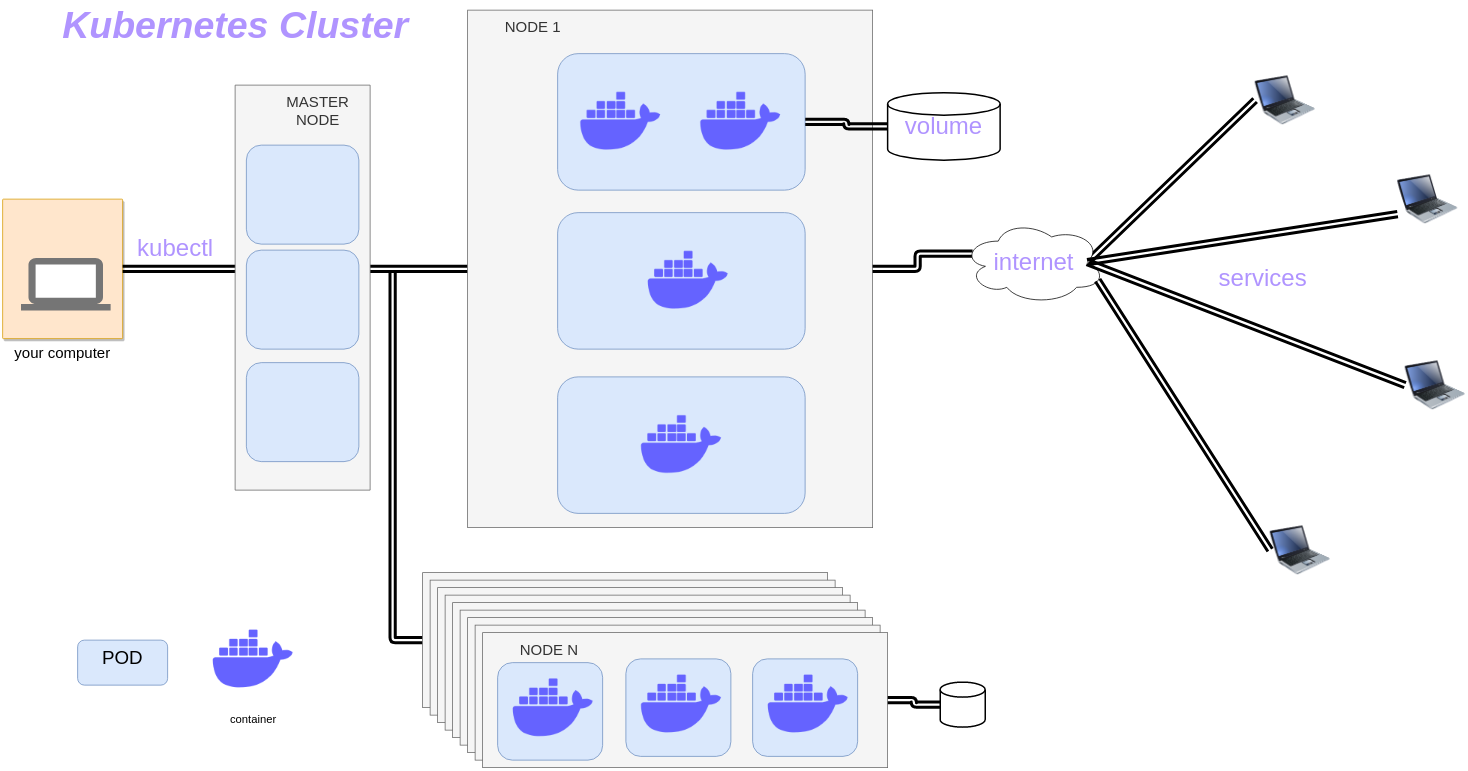 Kubernetes Cluster
NODE 1
MASTER
NODE
volume
kubectl
internet
services
your computer
NODE N
POD
container